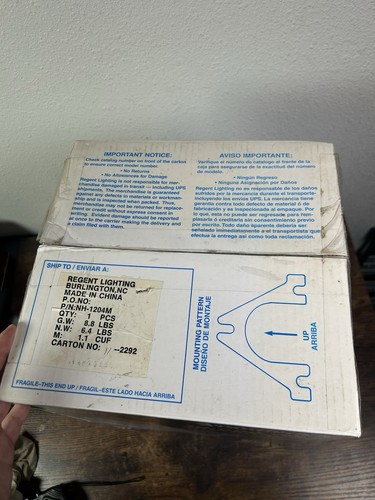 IMPORTANT NOTICE:
Check catalog number on front of the carton
to ensure correct model number.
• No Returns
• No Allowances for Damage
Regent Lighting is not responsible for mer-
chandise damaged in transit — including UPS
shipments. The merchandise is guaranteed
against any defects in materials or workman-
ship and is inspected when packed. Thus,
merchandise may not be returned for replace-
ment or credit without expressed consent in
writing. Evident damage should be reported
at once to the carrier making the delivery and
a claim filed with them.
AVISO IMPORTANTE:
Verifique el número de catálogo al frente de la
caja para asegurarse de la exactitud del número
de modelo.
• Ningun Regreso
• Ninguna Asignación por Daños
Regent Lighting no es responsable de los daños
sufridos por la mercancía durante el transporte-
incluyendo los envios UPS. La mercancía tiene
garantía contra todo defecto de material o de
fabricación y es inspeccionada al empaque. Por
lo que, esta no puede ser regresada para reem-
plazarlo ó creditarla sin consentimiento previo
por escrito. Todo daño aparente debería ser
señalado inmediatamente al transportista que
efectua la entrega así como toda reclamación.
SHIP TO / ENVIAR A:
REGENT LIGHTING
BURLINGTON,NC
MADE IN CHINA
P.O.NO:
P/N:NH-1204M
QTY: 1 PCS
G.W: 8.8 LBS
N.W: 6.4 LBS
M: 1.1 CUF
CARTON NO: --2292
FRAGILE–THIS END UP / FRAGIL–ESTE LADO HACIA ARRIBA
MOUNTING PATTERN
DISEÑO DE MONTAJE
UP
ARRIBA